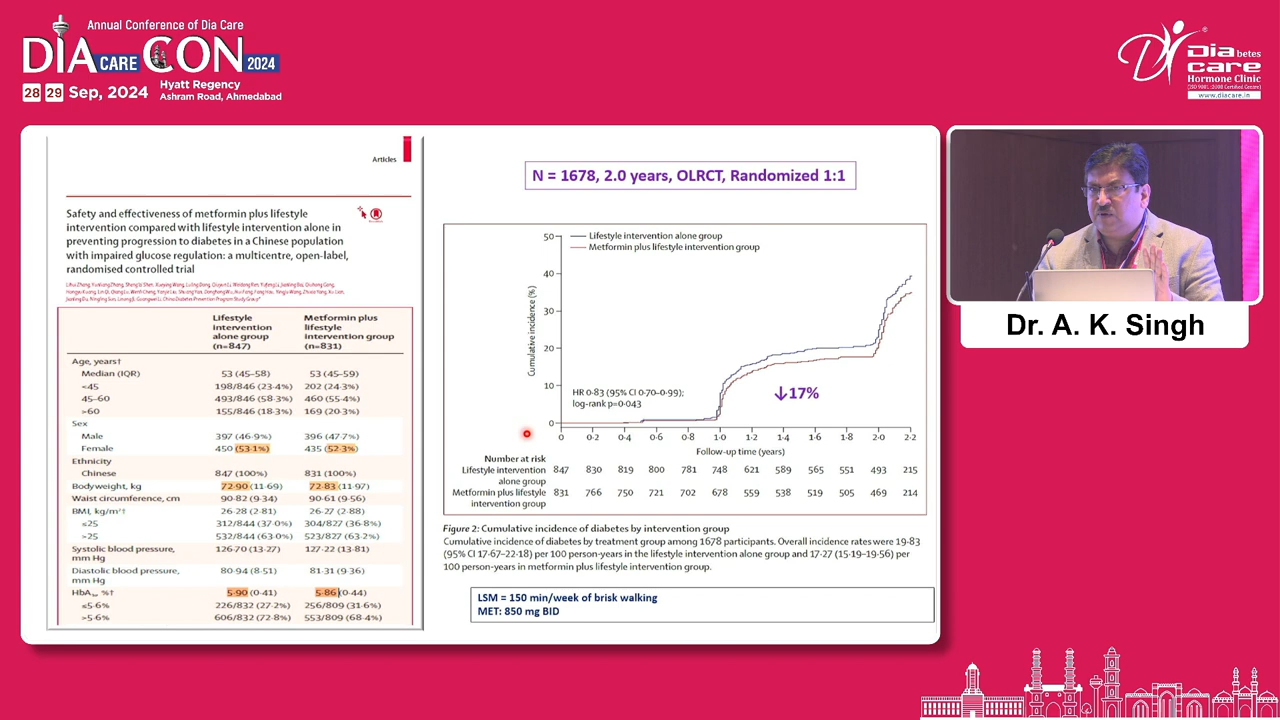 Annual Conference of Dia Care
DIA CARE CON 2024
28 29 Sep, 2024
Hyatt Regency
Ashram Road, Ahmedabad
Diabetes
care
Hormone Clinic
(ISO 9001:2008 Certified Centre)
www.diacare.in
Articles
Safety and effectiveness of metformin plus lifestyle
intervention compared with lifestyle intervention alone in
preventing progression to diabetes in a Chinese population
with impaired glucose regulation: a multicentre, open-label,
randomised controlled trial
Lifestyle intervention alone group (n=847) Metformin plus lifestyle intervention group (n=831)
Age, years†
Median (IQR) 53 (45–58) 53 (45–59)
<45 198/846 (23·4%) 202 (24·3%)
45–60 493/846 (58·3%) 460 (55·4%)
>60 155/846 (18·3%) 169 (20·3%)
Sex
Male 397 (46·9%) 396 (47·7%)
Female 450 (53·1%) 435 (52·3%)
Ethnicity
Chinese 847 (100%) 831 (100%)
Bodyweight, kg 72·90 (11·69) 72·83 (11·97)
Waist circumference, cm 90·82 (9·34) 90·61 (9·56)
BMI, kg/m²† 26·28 (2·81) 26·27 (2·88)
≤25 312/844 (37·0%) 304/827 (36·8%)
>25 532/844 (63·0%) 523/827 (63·2%)
Systolic blood pressure, mm Hg 126·70 (13·27) 127·22 (13·81)
Diastolic blood pressure, mm Hg 80·94 (8·51) 81·31 (9·36)
HbA1c, %† 5·90 (0·41) 5·86 (0·44)
≤5·6% 226/832 (27·2%) 256/809 (31·6%)
>5·6% 606/832 (72·8%) 553/809 (68·4%)
N = 1678, 2.0 years, OLRCT, Randomized 1:1
Lifestyle intervention alone group
Metformin plus lifestyle intervention group
Cumulative incidence (%)
50
40
30
20
10
0
HR 0·83 (95% CI 0·70–0·99);
log-rank p=0·043
↓17%
0 0·2 0·4 0·6 0·8 1·0 1·2 1·4 1·6 1·8 2·0 2·2
Follow-up time (years)
Number at risk
Lifestyle intervention alone group 847 830 819 800 781 748 621 589 565 551 493 215
Metformin plus lifestyle intervention group 831 766 750 721 702 678 559 538 519 505 469 214
Figure 2: Cumulative incidence of diabetes by intervention group
Cumulative incidence of diabetes by treatment group among 1678 participants. Overall incidence rates were 19·83
(95% CI 17·67–22·18) per 100 person-years in the lifestyle intervention alone group and 17·27 (15·19–19·56) per
100 person-years in metformin plus lifestyle intervention group.
LSM = 150 min/week of brisk walking
MET: 850 mg BID
Dr. A. K. Singh